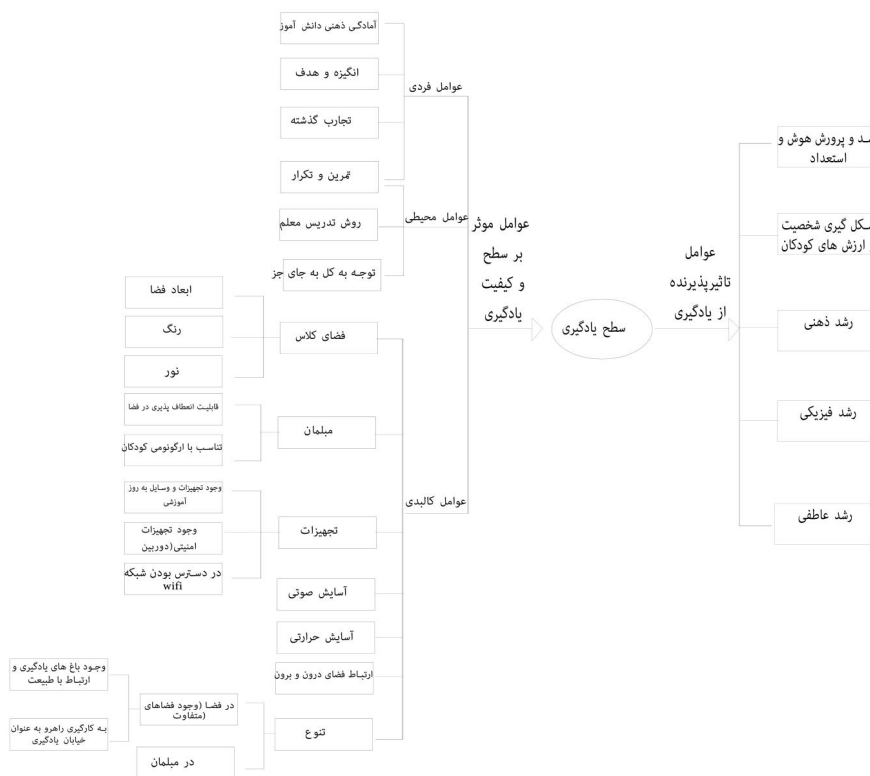 و پرورش هوش و
استعداد
گیری شخصیت
ارزش های کودکان
رشد ذهنی
رشد فیزیکی
رشد عاطفی
عوامل
تاثیرپذیرنده
از یادگیری
سطح یادگیری
عوامل موثر
بر سطح
و کیفیت
یادگیری
عوامل فردی
آمادگی ذهنی دانش آموز
انگیزه و هدف
تجارب گذشته
تمرین و تکرار
عوامل محیطی
روش تدریس معلم
توجه به کل به جای جز
عوامل کالبدی
فضای کلاس
ابعاد فضا
رنگ
نور
مبلمان
قابلیت انعطاف پذیری در فضا
تناسب با ارگونومی کودکان
تجهیزات
وجود تجهیزات و وسایل به روز
آموزشی
وجود تجهیزات
امنیتی(دوربین
در دسترس بودن شبکه
wifi
آسایش صوتی
آسایش حرارتی
ارتباط فضای درون و برون
تنوع
در فضا (وجود فضاهای
متفاوت)
وجود باغ های یادگیری و
ارتباط با طبیعت
به کارگیری راهرو به عنوان
خیابان یادگیری
در مبلمان